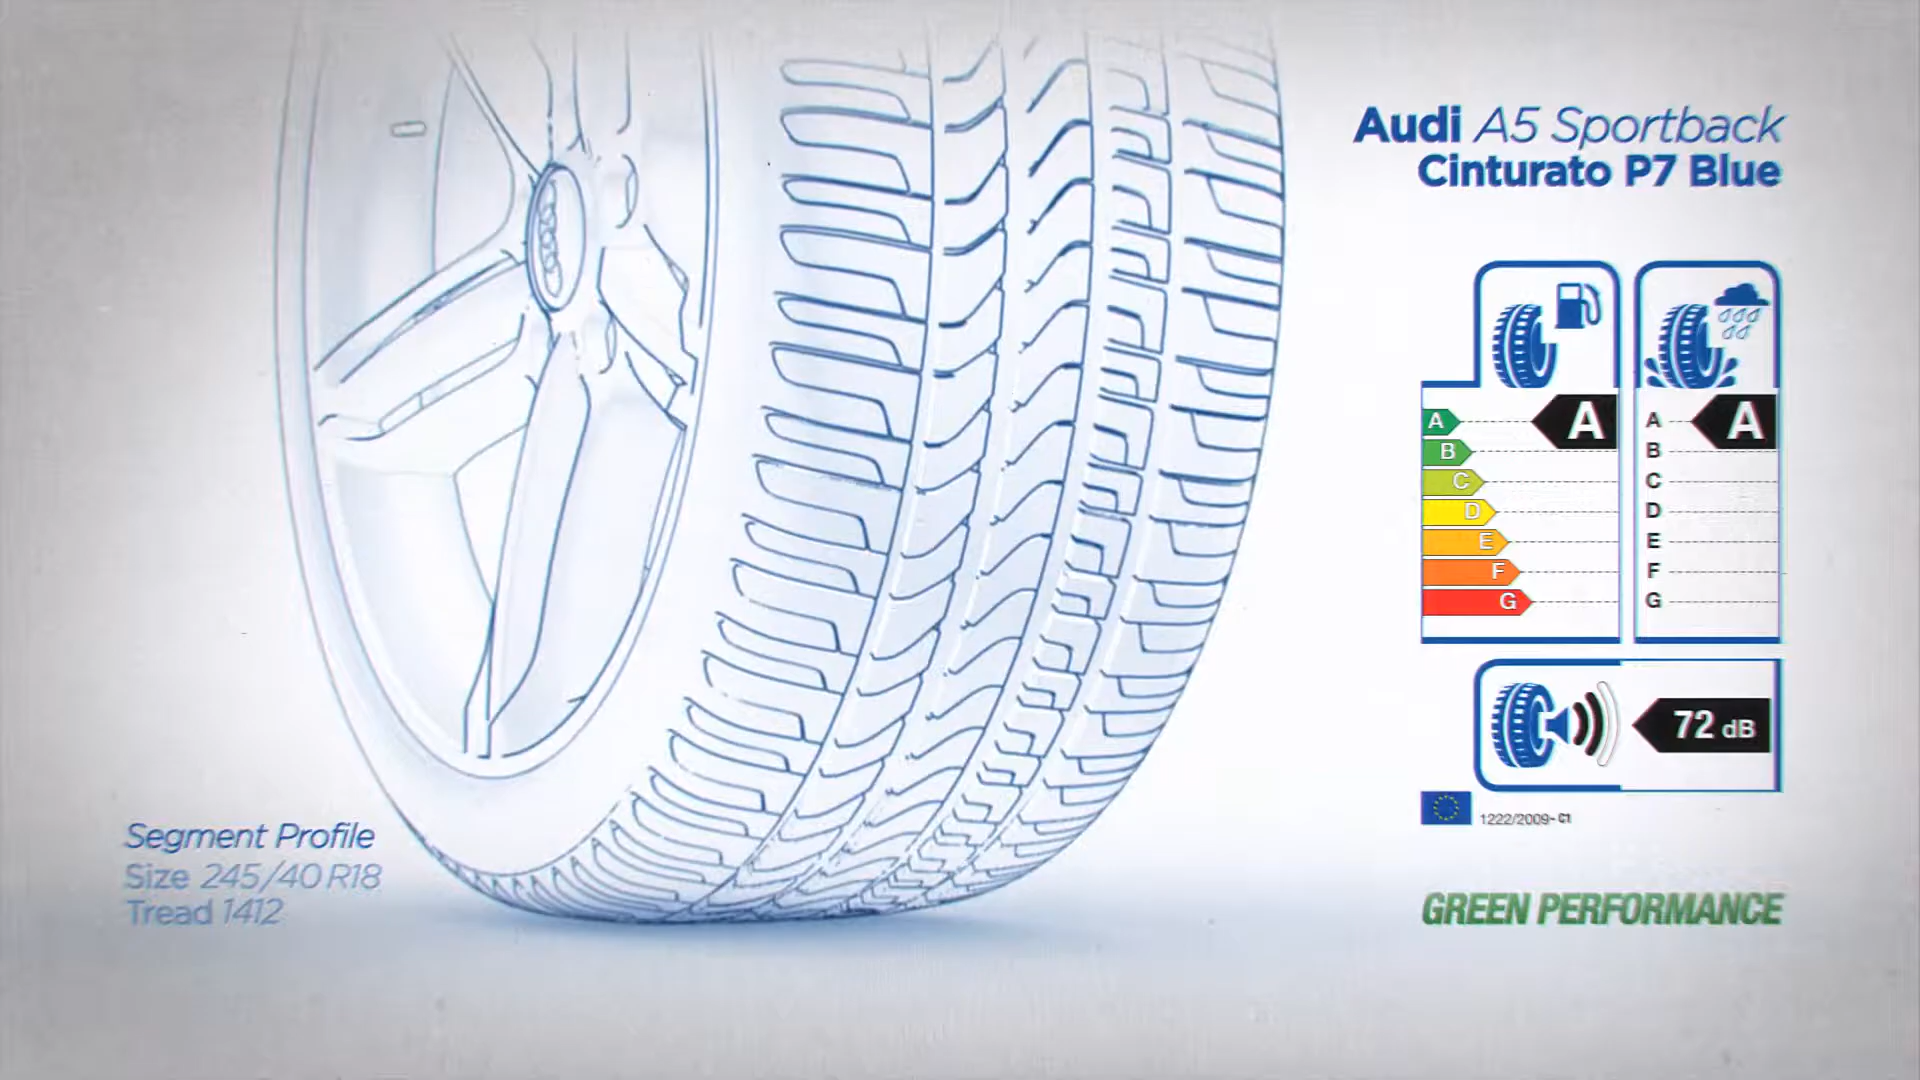 Audi A5 Sportback
Cinturato P7 Blue
A A
B
C
D
E
F
G
A A
B
C
D
E
F
G
72 dB
1222/2009-C1
Segment Profile
Size 245/40 R18
Tread 1412
GREEN PERFORMANCE